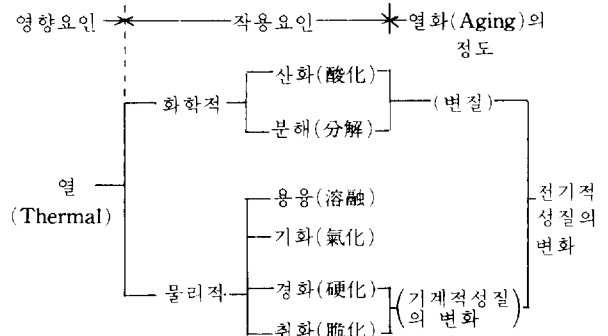 영향요인 작용요인 열화(Aging)의
정도
산화(酸化)
화학적 (변질)
분해(分解)
열
(Thermal)
용융(溶融)
전기적
성질의
변화
기화(氣化)
물리적
경화(硬化)
(기계적성질
의 변화)
취화(脆化)